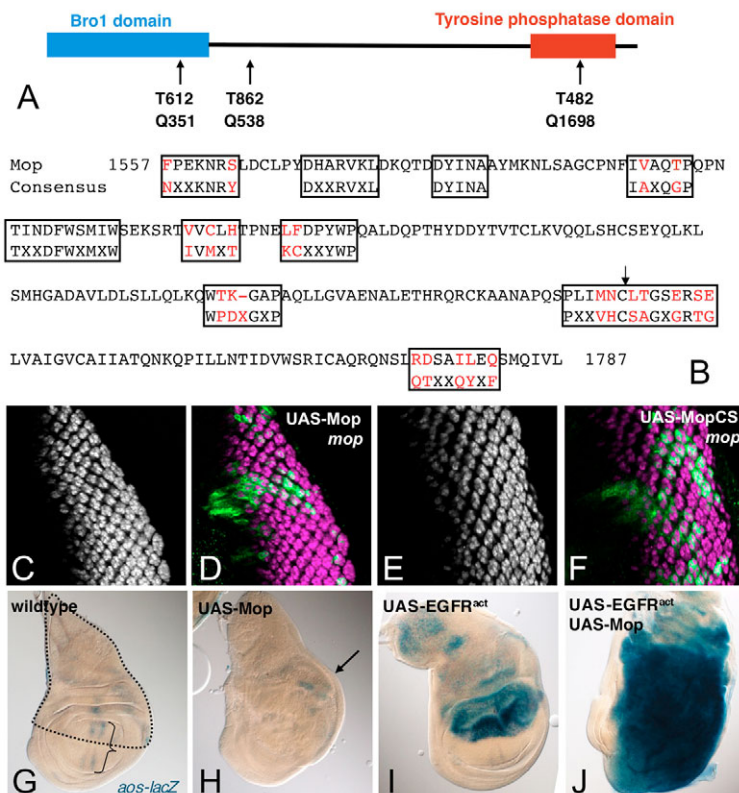 Bro1 domain
Tyrosine phosphatase domain
A
T612
Q351
T862
Q538
T482
Q1698
Mop 1557 FPEKNRSLDCLPYDHARVKLDKQTDDYINAAYMKNLSAGCPNFIVAQTPQPN
Consensus NXXKNRY DXXRVXL DYINA IAXQGP
TINDFWSMIWSEKSRTVVCLHTPNELFDPYWPQALDQPTHYDDYTVTCLKVQQLSHCSEYQLKL
TXXDFWXMXW IVMXT KCXXYWP
SMHGADAVLDLSLLQLKQWTK-GAPAQLLGVAENALETHRQRCKAANAPQSPLIMNCLTGSERSE
WPDXGXP PXXVHCSAGXGRTG
LVAIGVCAIIATQNKQPILLNTIDVWSRICAQRQNSLRDSAILEQSMQIVL 1787
QTXXQYXF
B
C
UAS-Mop
mop
D
E
UAS-MopCS
mop
F
wildtype
aos-lacZ
G
UAS-Mop
H
UAS-EGFRact
I
UAS-EGFRact
UAS-Mop
J